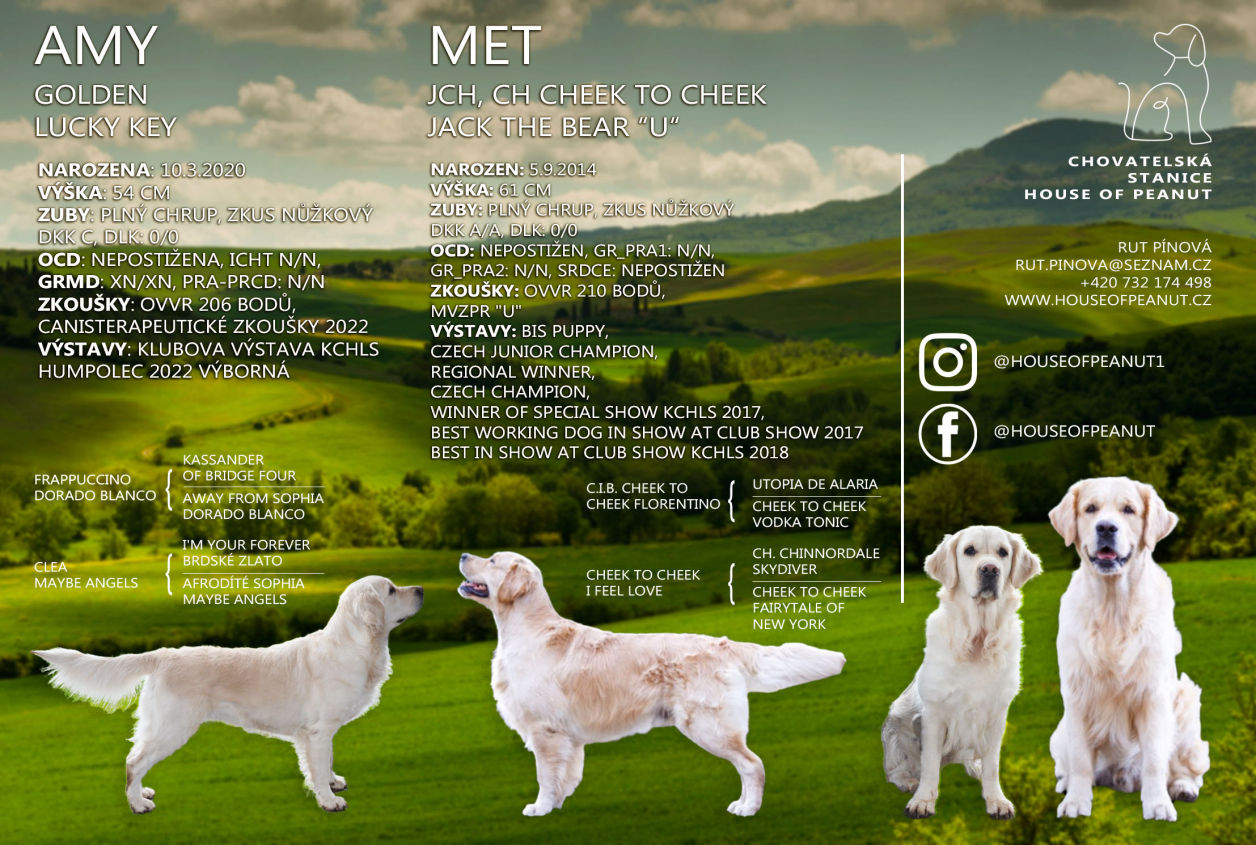 AMY
GOLDEN
LUCKY KEY
NAROZENA: 10.3.2020
VÝŠKA: 54 CM
ZUBY: PLNÝ CHRUP, ZKUS NŮŽKOVÝ
DKK C, DLK: 0/0
OCD: NEPOSTIŽENA, ICHT N/N,
GRMD: XN/XN, PRA-PRCD: N/N
ZKOUŠKY: OVVR 206 BODŮ,
CANISTERAPEUTICKÉ ZKOUŠKY 2022
VÝSTAVY: KLUBOVA VÝSTAVA KCHLS
HUMPOLEC 2022 VÝBORNÁ
FRAPPUCCINO
DORADO BLANCO
KASSANDER
OF BRIDGE FOUR
AWAY FROM SOPHIA
DORADO BLANCO
CLEA
MAYBE ANGELS
I'M YOUR FOREVER
BRDSKÉ ZLATO
AFRODÍTÉ SOPHIA
MAYBE ANGELS
MET
JCH, CH CHEEK TO CHEEK
JACK THE BEAR "U"
NAROZEN: 5.9.2014
VÝŠKA: 61 CM
ZUBY: PLNÝ CHRUP, ZKUS NŮŽKOVÝ
DKK A/A, DLK: 0/0
OCD: NEPOSTIŽEN, GR_PRA1: N/N,
GR_PRA2: N/N, SRDCE: NEPOSTIŽEN
ZKOUŠKY: OVVR 210 BODŮ,
MVZPR "U"
VÝSTAVY: BIS PUPPY,
CZECH JUNIOR CHAMPION,
REGIONAL WINNER,
CZECH CHAMPION,
WINNER OF SPECIAL SHOW KCHLS 2017,
BEST WORKING DOG IN SHOW AT CLUB SHOW 2017
BEST IN SHOW AT CLUB SHOW KCHLS 2018
C.I.B. CHEEK TO
CHEEK FLORENTINO
UTOPIA DE ALARIA
CHEEK TO CHEEK
VODKA TONIC
CHEEK TO CHEEK
I FEEL LOVE
CH. CHINNORDALE
SKYDIVER
CHEEK TO CHEEK
FAIRYTALE OF
NEW YORK
CHOVATELSKÁ
STANICE
HOUSE OF PEANUT
RUT PÍNOVÁ
RUT.PINOVA@SEZNAM.CZ
+420 732 174 498
WWW.HOUSEOFPEANUT.CZ
@HOUSEOFPEANUT1
@HOUSEOFPEANUT